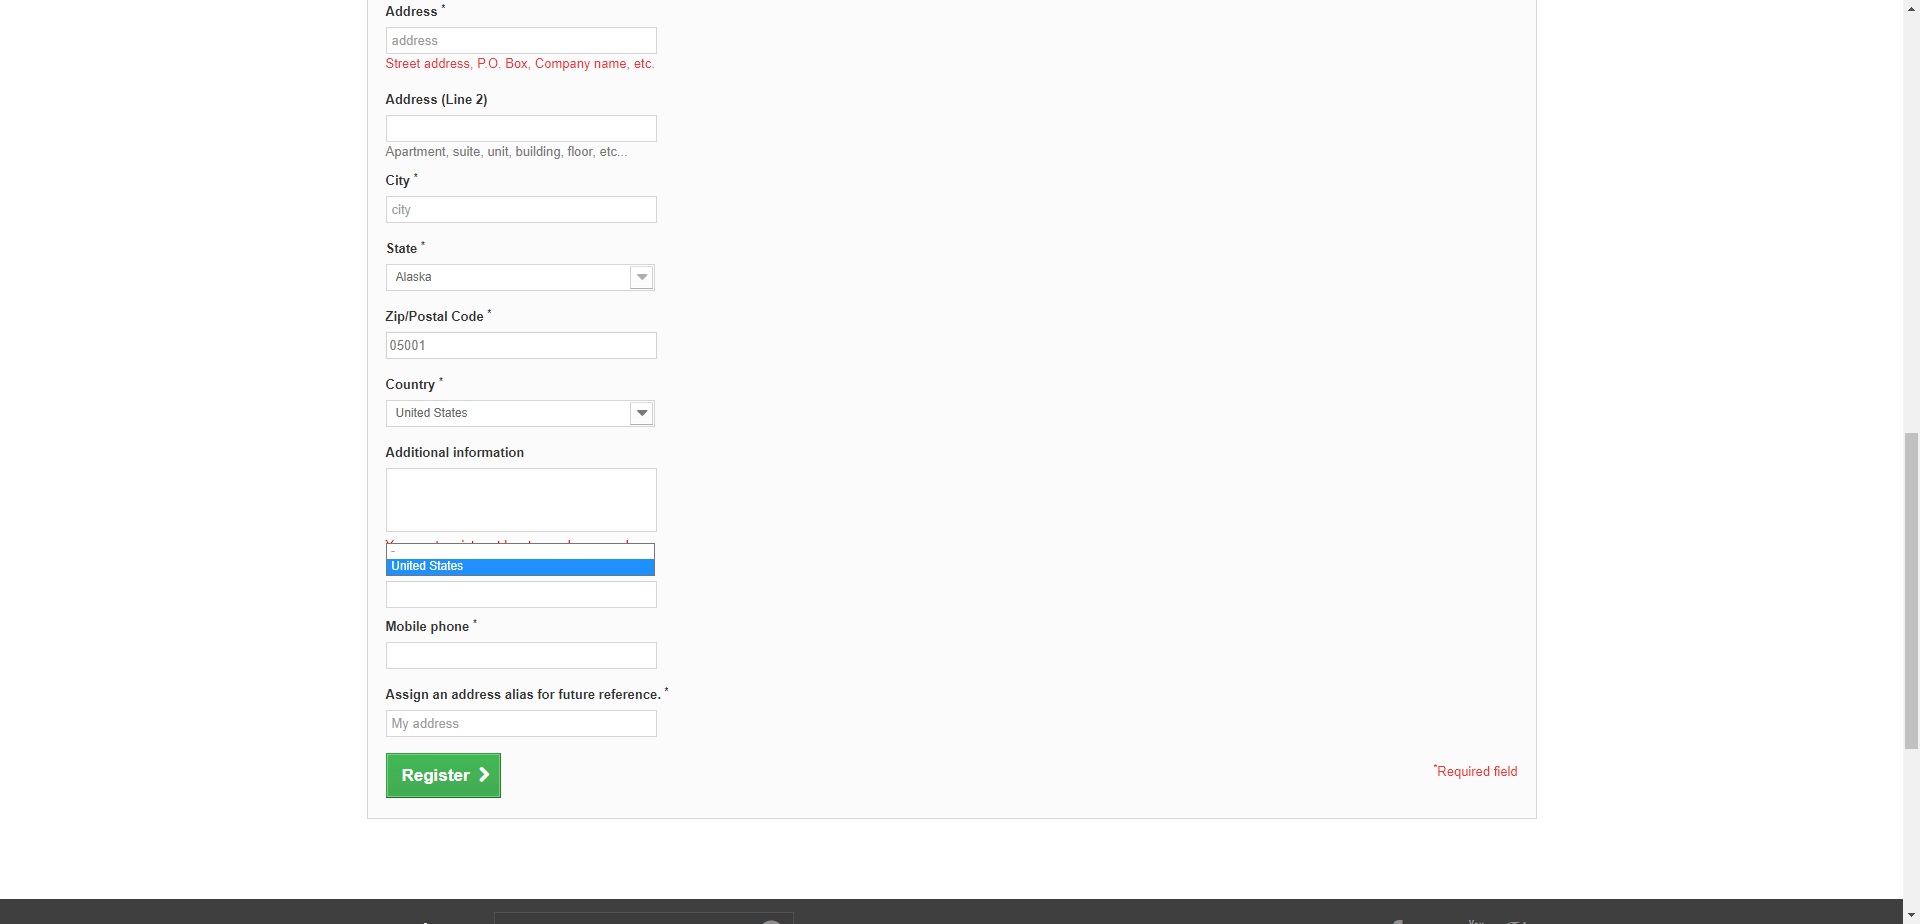 Address *
address
Street address, P.O. Box, Company name, etc.
Address (Line 2)
Apartment, suite, unit, building, floor, etc...
City *
city
State *
Alaska
Zip/Postal Code *
05001
Country *
United States
Additional information
-
United States
Mobile phone *
Assign an address alias for future reference. *
My address
Register
*Required field